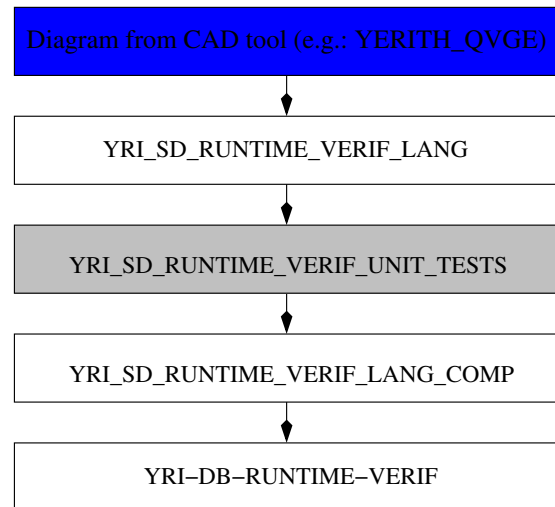 Diagram from CAD tool (e.g.: YERITH_QVGE)
YRI_SD_RUNTIME_VERIF_LANG
YRI_SD_RUNTIME_VERIF_UNIT_TESTS
YRI_SD_RUNTIME_VERIF_LANG_COMP
YRI−DB−RUNTIME−VERIF